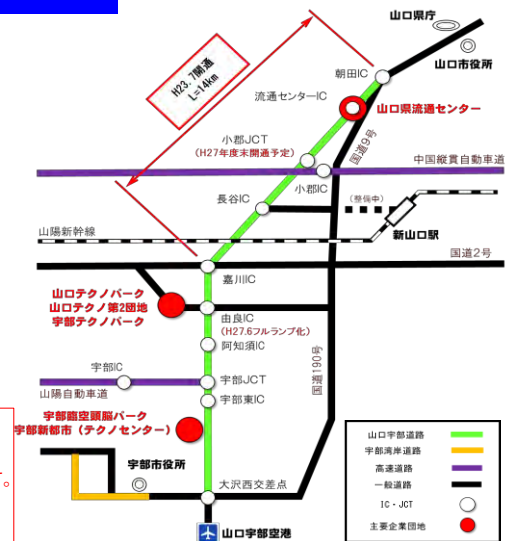 山口県庁
山口市役所
H23.7開通
L=14km
朝田IC
流通センターIC
山口県流通センター
小郡JCT
(H27年度末開通予定)
国道9号
中国縦貫自動車道
小郡IC
長谷IC
(整備中)
山陽新幹線
新山口駅
国道2号
嘉川IC
山口テクノパーク
山口テクノ第2団地
宇部テクノパーク
由良IC
(H27.6フルランプ化)
阿知須IC
国道190号
宇部IC
宇部JCT
山陽自動車道
宇部東IC
宇部臨空頭脳パーク
宇部新都市(テクノセンター)
。
宇部市役所
大沢西交差点
山口宇部空港
山口宇部道路
宇部湾岸道路
高速道路
一般道路
IC・JCT
主要企業団地